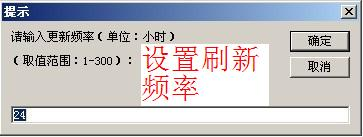 提示
请输入更新频率（单位：小时）
确定
（取值范围：1-300）：
设置刷新
频率
取消
24